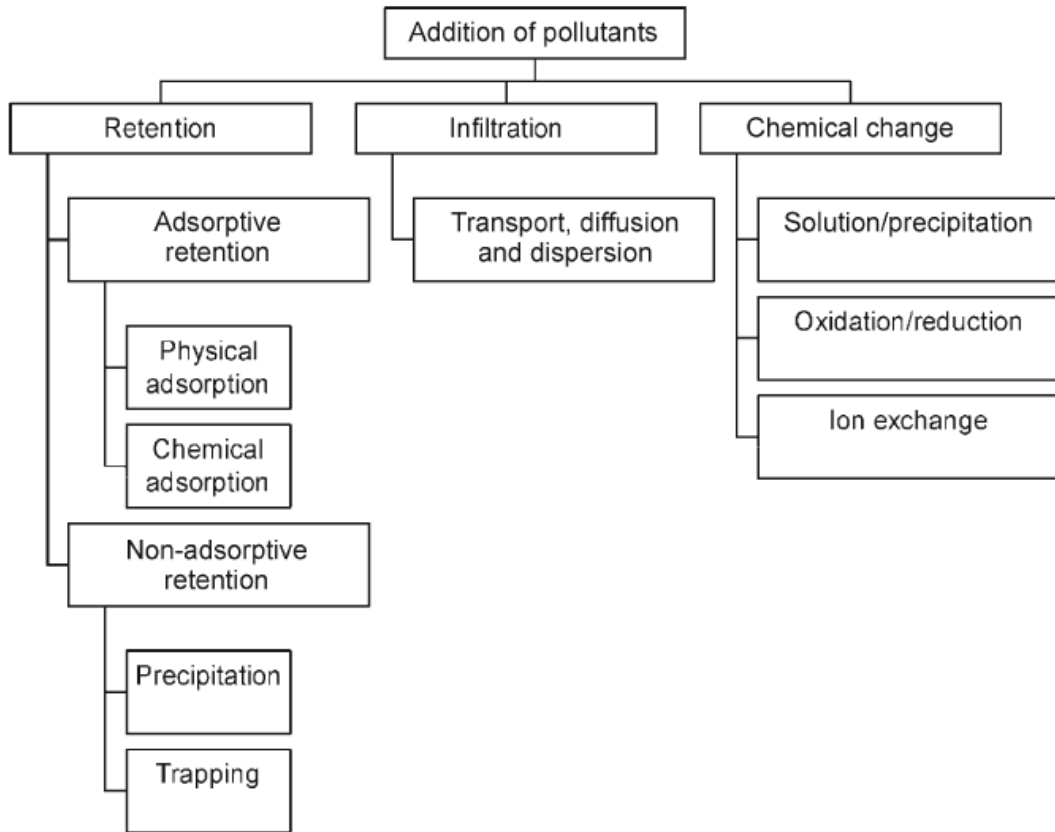 Addition of pollutants
Retention
Infiltration
Chemical change
Adsorptive
retention
Transport, diffusion
and dispersion
Solution/precipitation
Oxidation/reduction
Ion exchange
Physical
adsorption
Chemical
adsorption
Non-adsorptive
retention
Precipitation
Trapping